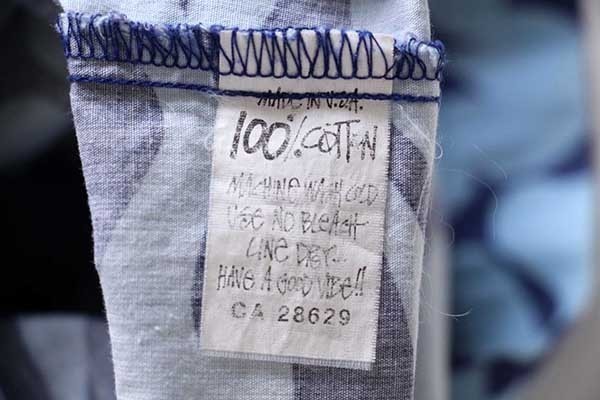 MADE IN U.S.A.
100% COTTON
MACHINE WASH COLD
USE NO BLEACH
LINE DRY...
HAVE A GOOD VIBE!!
CA 28629